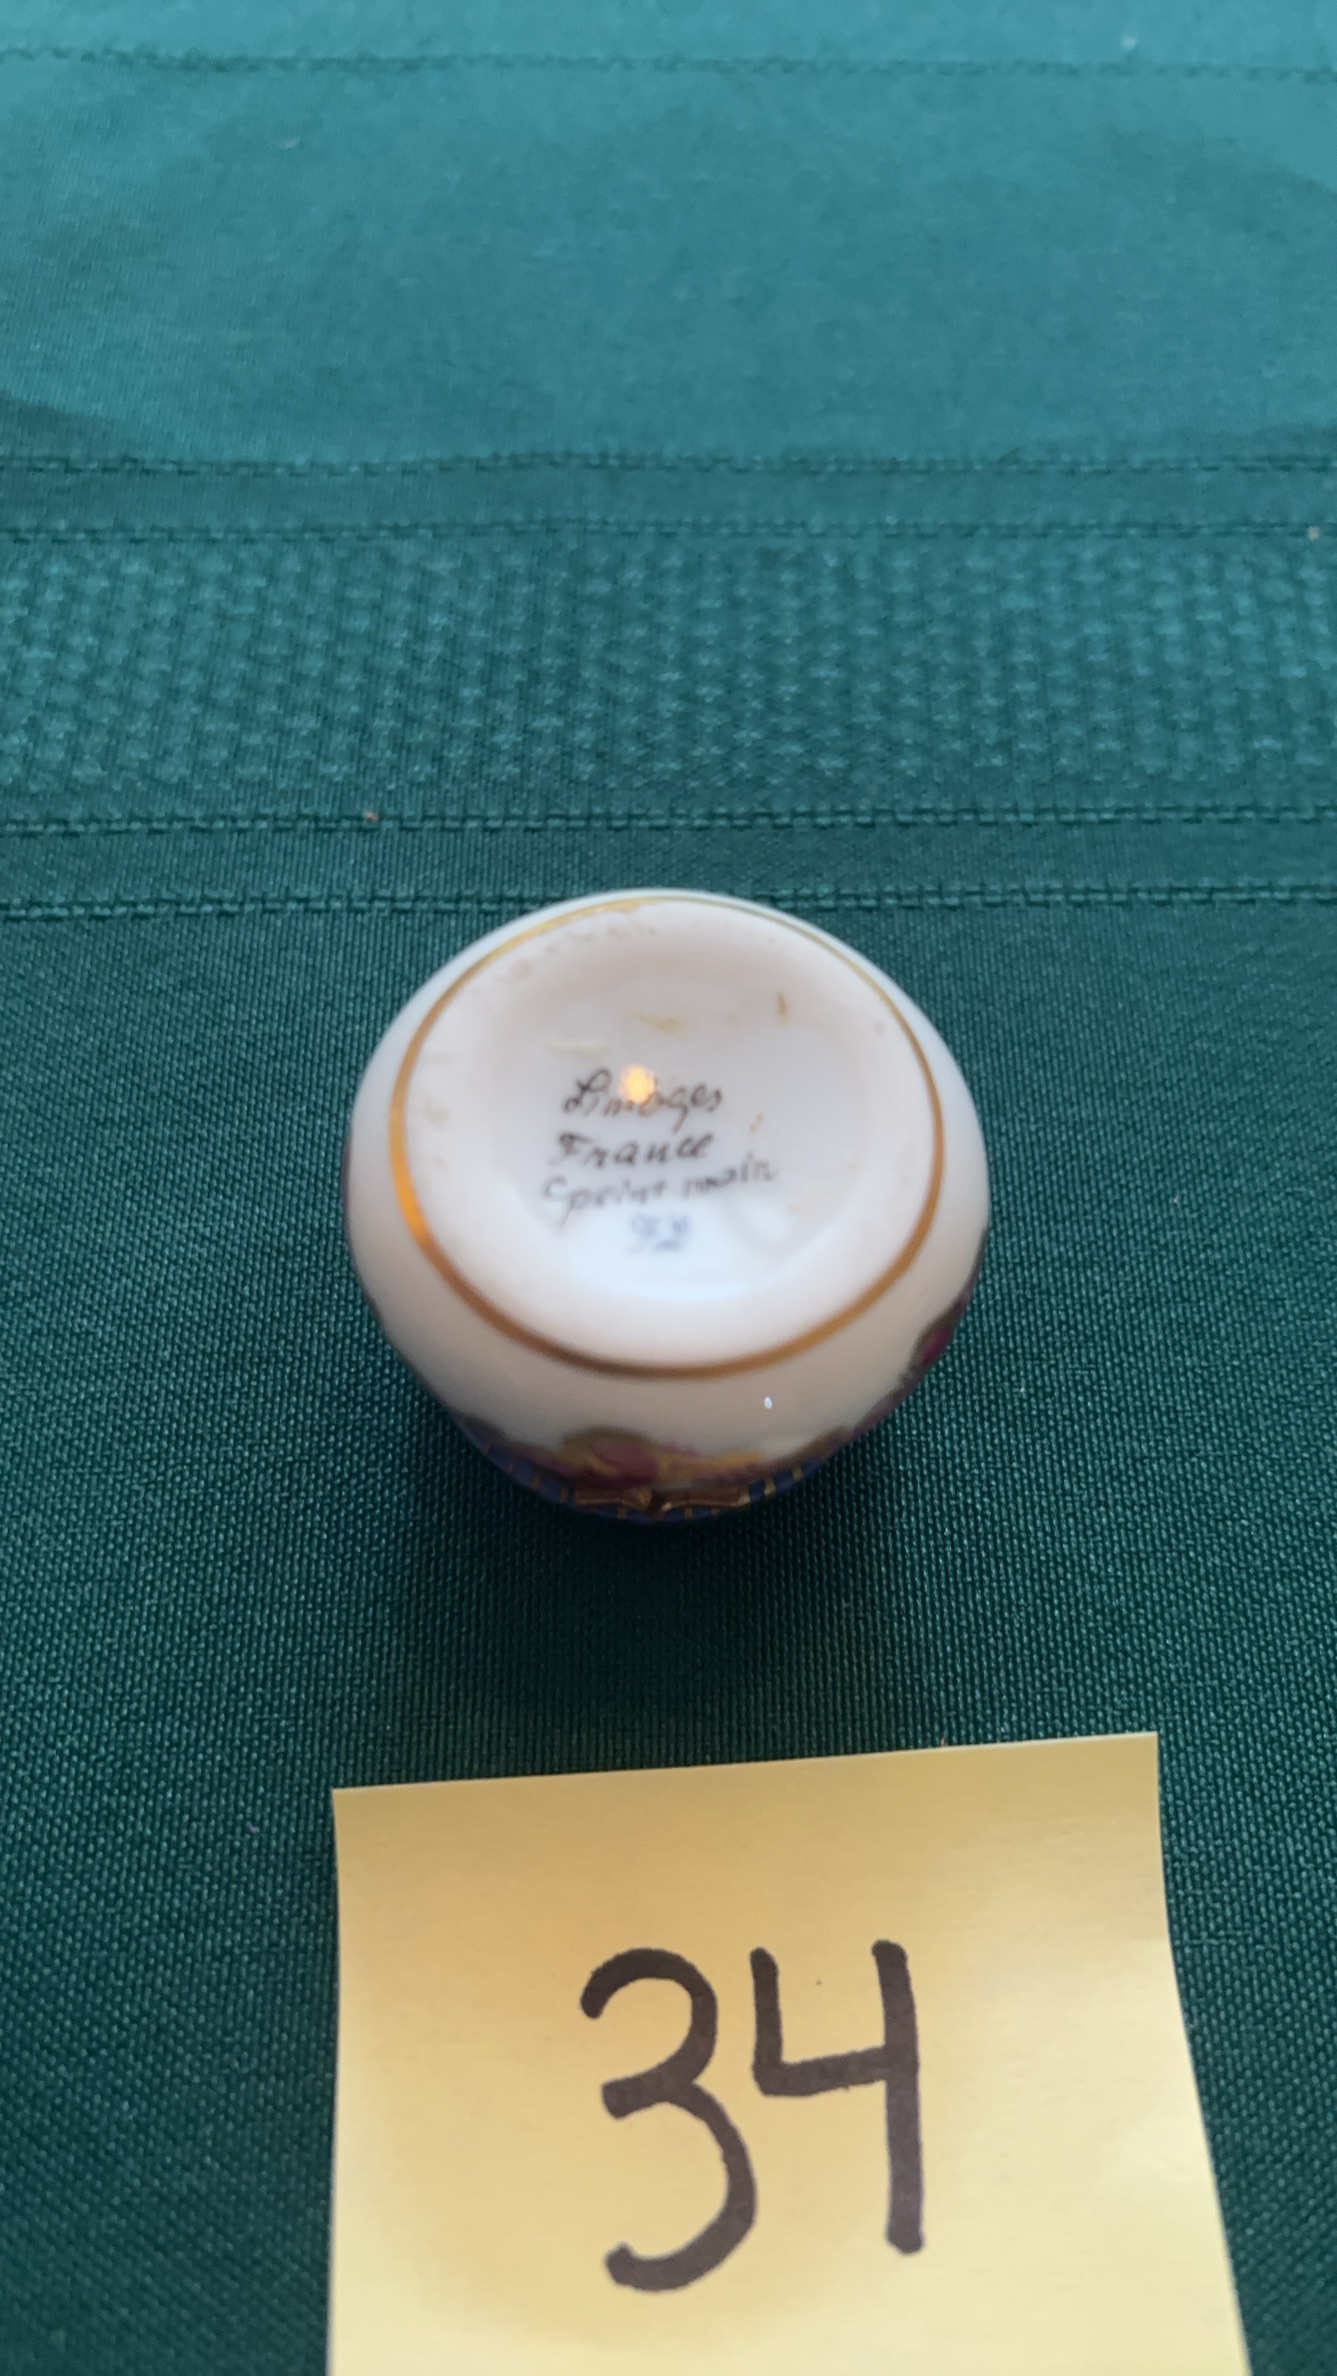 Limoges
France
peint main
34